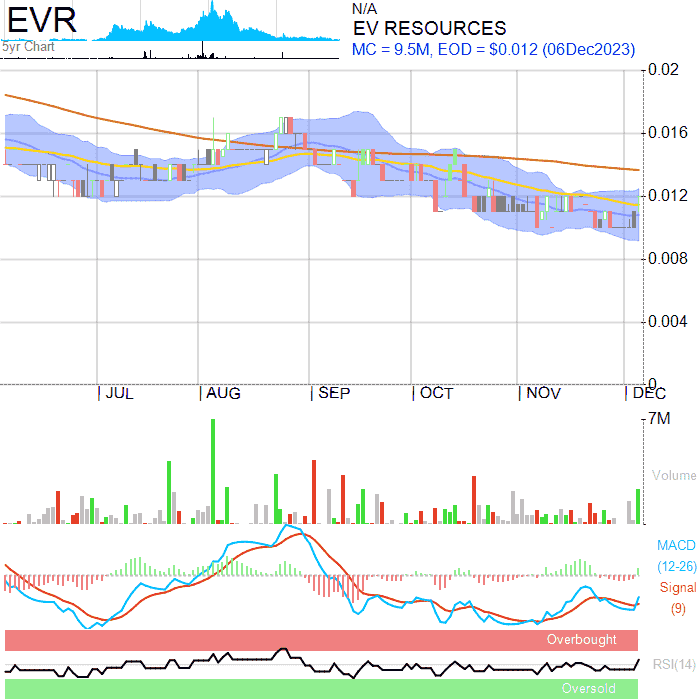 EVR
5yr Chart
N/A
EV RESOURCES
MC = 9.5M, EOD = $0.012 (06Dec2023)
0.02
0.016
0.012
0.008
0.004
0
JUL AUG SEP OCT NOV DEC
7M
Volume
MACD
(12-26)
Signal
(9)
Overbought
RSI(14)
Oversold